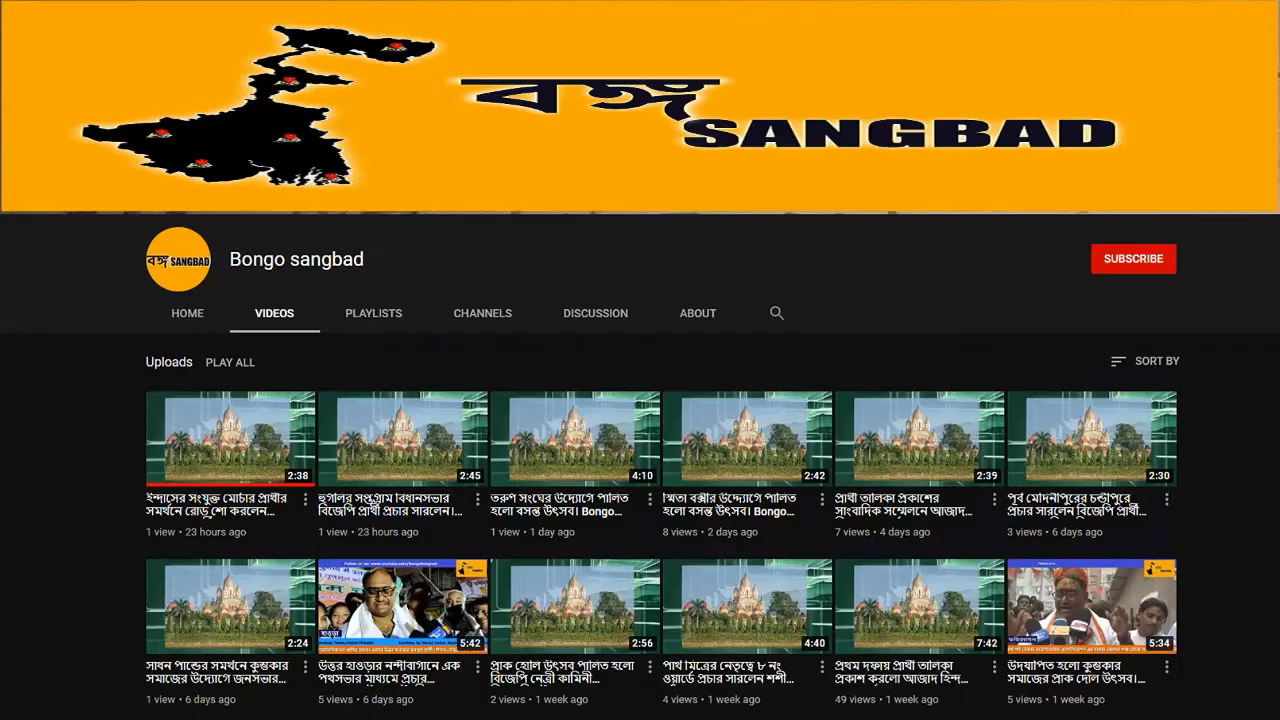 বঙ্গ
SANGBAD
বঙ্গ SANGBAD
Bongo sangbad
SUBSCRIBE
HOME VIDEOS PLAYLISTS CHANNELS DISCUSSION ABOUT
Uploads PLAY ALL SORT BY
2:38 2:45 4:10 2:42 2:39 2:30
ইন্দাসের সংযুক্ত মোর্চার প্রার্থীর
সমর্থনে রোড শো করলেন...
1 view • 23 hours ago
হুগলির সপ্তগ্রাম বিধানসভার
বিজেপি প্রার্থী প্রচার সারলেন।...
1 view • 23 hours ago
তরুণ সংঘের উদ্যোগে পালিত
হলো বসন্ত উৎসব। Bongo...
1 view • 1 day ago
স্মিতা বক্সীর উদ্দ্যোগে পালিত
হলো বসন্ত উৎসব। Bongo...
8 views • 2 days ago
প্রার্থী তালিকা প্রকাশের
সাংবাদিক সম্মেলনে আজাদ...
7 views • 4 days ago
পূর্ব মেদিনীপুরের চন্ডীপুরে
প্রচার সারলেন বিজেপি প্রার্থী...
3 views • 6 days ago
2:24 5:42 2:56 4:40 7:42 5:34
সাধন পান্ডের সমর্থনে কুম্ভকার
সমাজের উদ্যোগে জনসভার...
1 view • 6 days ago
উত্তর হাওড়ার নন্দীবাগানে এক
পথসভার মাধ্যমে প্রচার...
5 views • 6 days ago
প্রাক হোলি উৎসব পালিত হলো
বিজেপি নেত্রী কামিনী...
2 views • 1 week ago
পার্থ মিত্রের নেতৃত্বে ৮ নং
ওয়ার্ডে প্রচার সারলেন শশী...
4 views • 1 week ago
প্রথম দফায় প্রার্থী তালিকা
প্রকাশ করলো আজাদ হিন্দ...
49 views • 1 week ago
উদযাপিত হলো কুম্ভকার
সমাজের প্রাক দোল উৎসব।...
5 views • 1 week ago